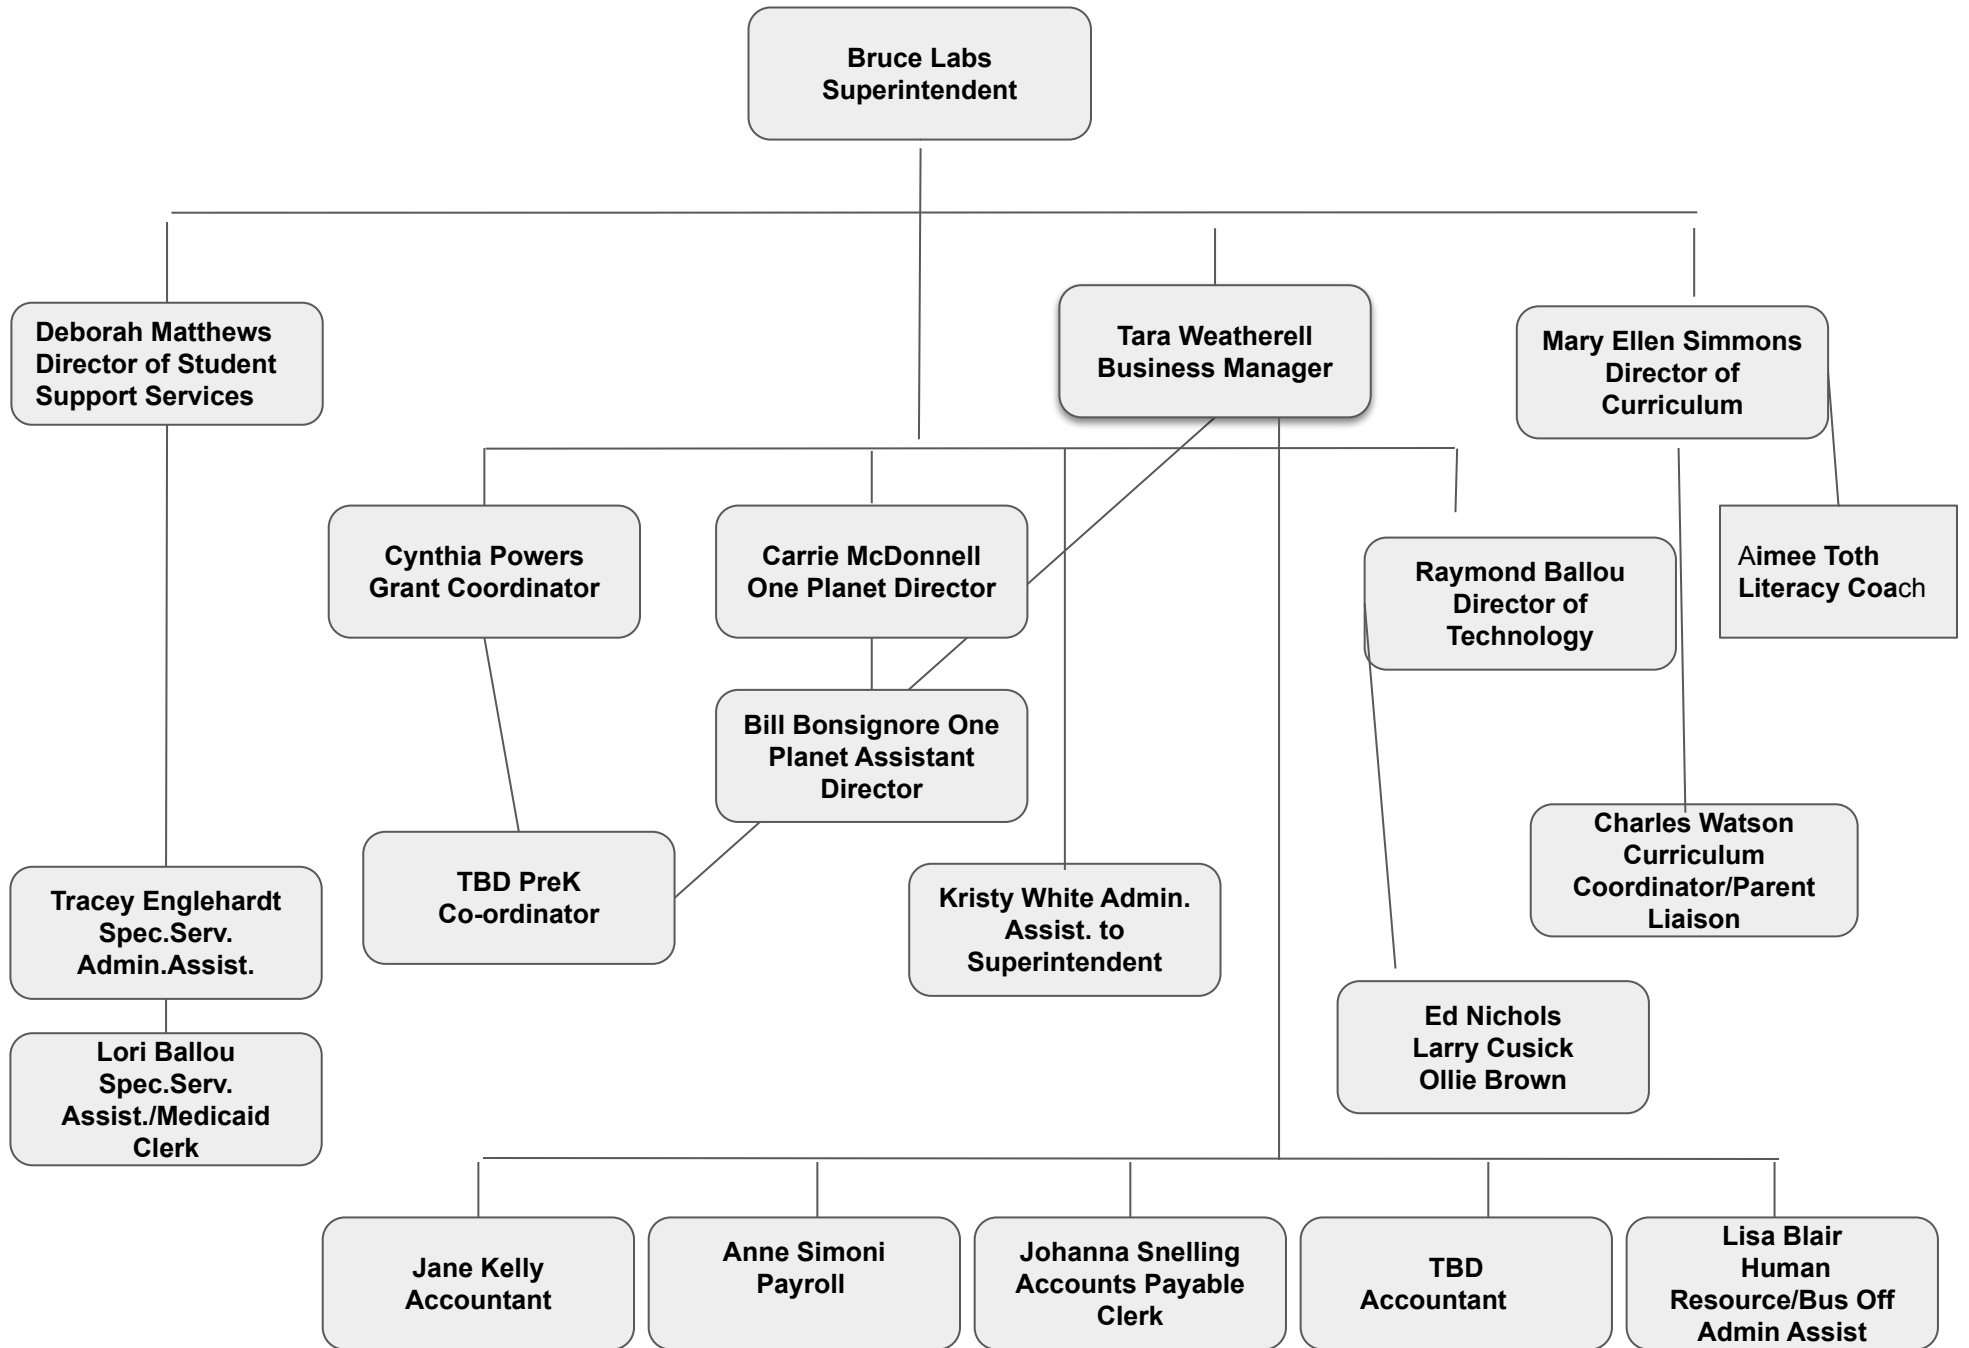 Bruce Labs
Superintendent
Deborah Matthews
Director of Student
Support Services
Tara Weatherell
Business Manager
Mary Ellen Simmons
Director of
Curriculum
Cynthia Powers
Grant Coordinator
Carrie McDonnell
One Planet Director
Raymond Ballou
Director of
Technology
Aimee Toth
Literacy Coach
Bill Bonsignore One
Planet Assistant
Director
TBD PreK
Co-ordinator
Kristy White Admin.
Assist. to
Superintendent
Charles Watson
Curriculum
Coordinator/Parent
Liaison
Tracey Englehardt
Spec.Serv.
Admin.Assist.
Ed Nichols
Larry Cusick
Ollie Brown
Lori Ballou
Spec.Serv.
Assist./Medicaid
Clerk
Jane Kelly
Accountant
Anne Simoni
Payroll
Johanna Snelling
Accounts Payable
Clerk
TBD
Accountant
Lisa Blair
Human
Resource/Bus Off
Admin Assist